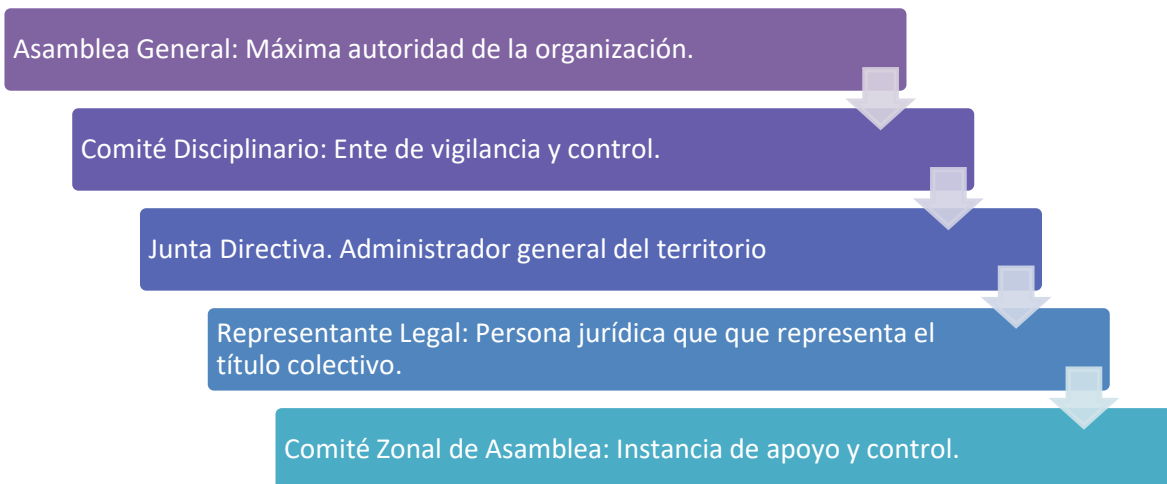 Asamblea General: Máxima autoridad de la organización.
Comité Disciplinario: Ente de vigilancia y control.
Junta Directiva. Administrador general del territorio
Representante Legal: Persona jurídica que que representa el
título colectivo.
Comité Zonal de Asamblea: Instancia de apoyo y control.